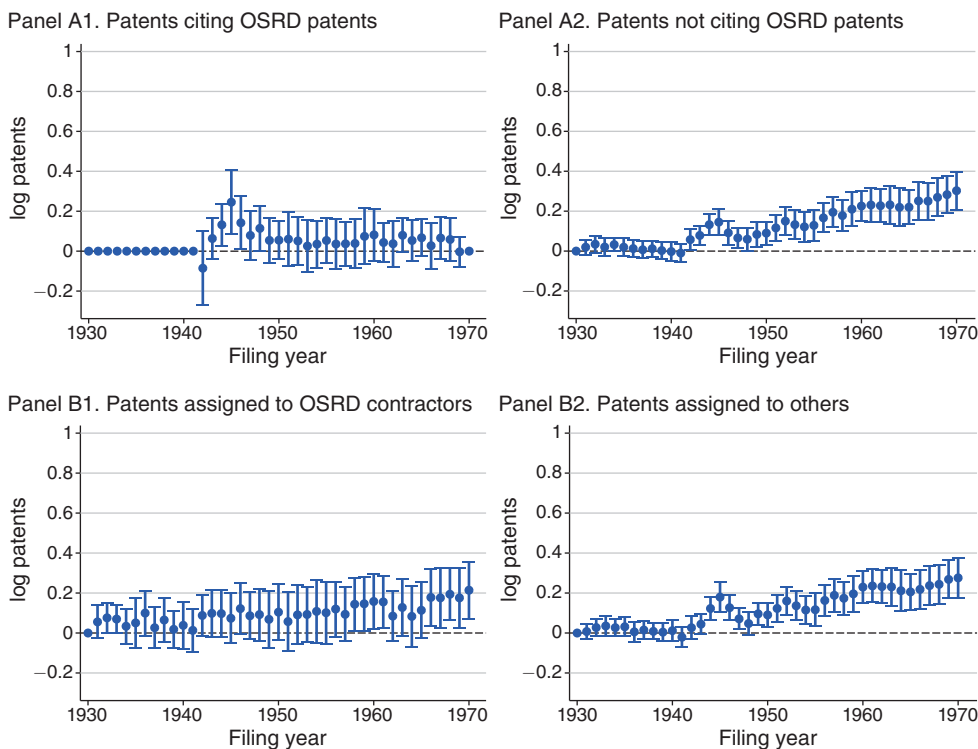 Panel A1. Patents citing OSRD patents
1
0.8
0.6
0.4
0.2
0
−0.2
log patents
1930 1940 1950 1960 1970
Filing year
Panel A2. Patents not citing OSRD patents
1
0.8
0.6
0.4
0.2
0
−0.2
log patents
1930 1940 1950 1960 1970
Filing year
Panel B1. Patents assigned to OSRD contractors
1
0.8
0.6
0.4
0.2
0
−0.2
log patents
1930 1940 1950 1960 1970
Filing year
Panel B2. Patents assigned to others
1
0.8
0.6
0.4
0.2
0
−0.2
log patents
1930 1940 1950 1960 1970
Filing year